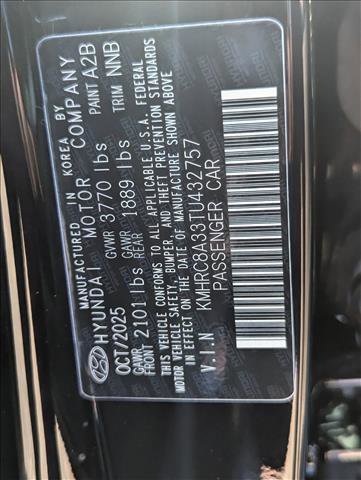 MANUFACTURED IN KOREA BY
HYUNDAI MOTOR COMPANY
OCT/2025 GVWR 3770 lbs PAINT A2B
GAWR FRONT 2101 lbs GAWR REAR 1889 lbs TRIM NNB
THIS VEHICLE CONFORMS TO ALL APPLICABLE U.S.A. FEDERAL
MOTOR VEHICLE SAFETY, BUMPER, AND THEFT PREVENTION STANDARDS
IN EFFECT ON THE DATE OF MANUFACTURE SHOWN ABOVE
V.I.N KMHRC8A33TU432757
PASSENGER CAR